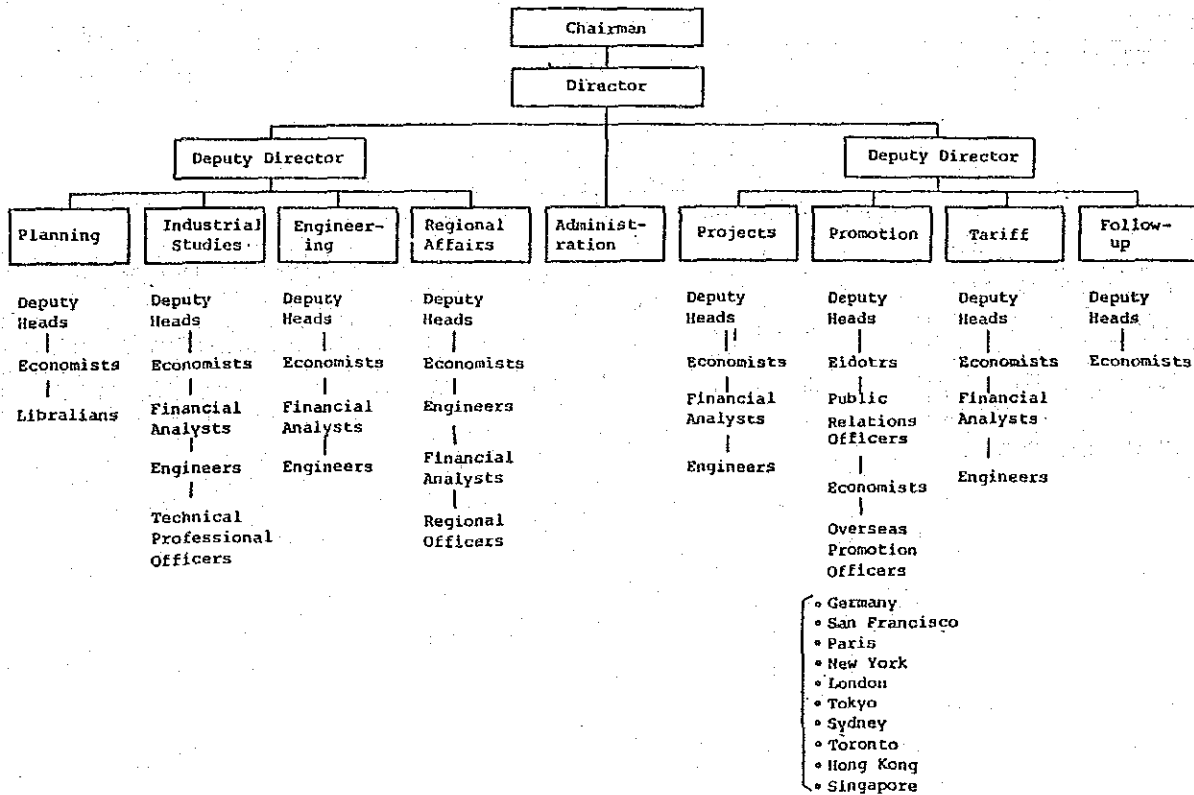 Chairman
Diractor
Deputy Director
Deputy Director
Planning
Industrial
Studies
Engineer-
ing
Regional
Affairs
Administ-
ration
Projects
Promotion
Tariff
Follow-
up
Deputy
Heads
Economists
Libralians
Deputy
Heads
Economists
Financial
Analysts
Engineers
Technical
Professional
Officers
Deputy
Heads
Economists
Financial
Analysts
Engineers
Deputy
Heads
Economists
Engineers
Financial
Analysts
Regional
Officers
Deputy
Heads
Economists
Financial
Analysts
Engineers
Deputy
Heads
Eidotrs
Public
Relations
Officers
Economists
Overseas
Promotion
Officers
• Germany
• San Francisco
• Paris
• New York
• London
• Tokyo
• Sydney
• Toronto
• Hong Kong
• Singapore
Deputy
Heads
Economists
Financial
Analysts
Engineers
Deputy
Heads
Economists